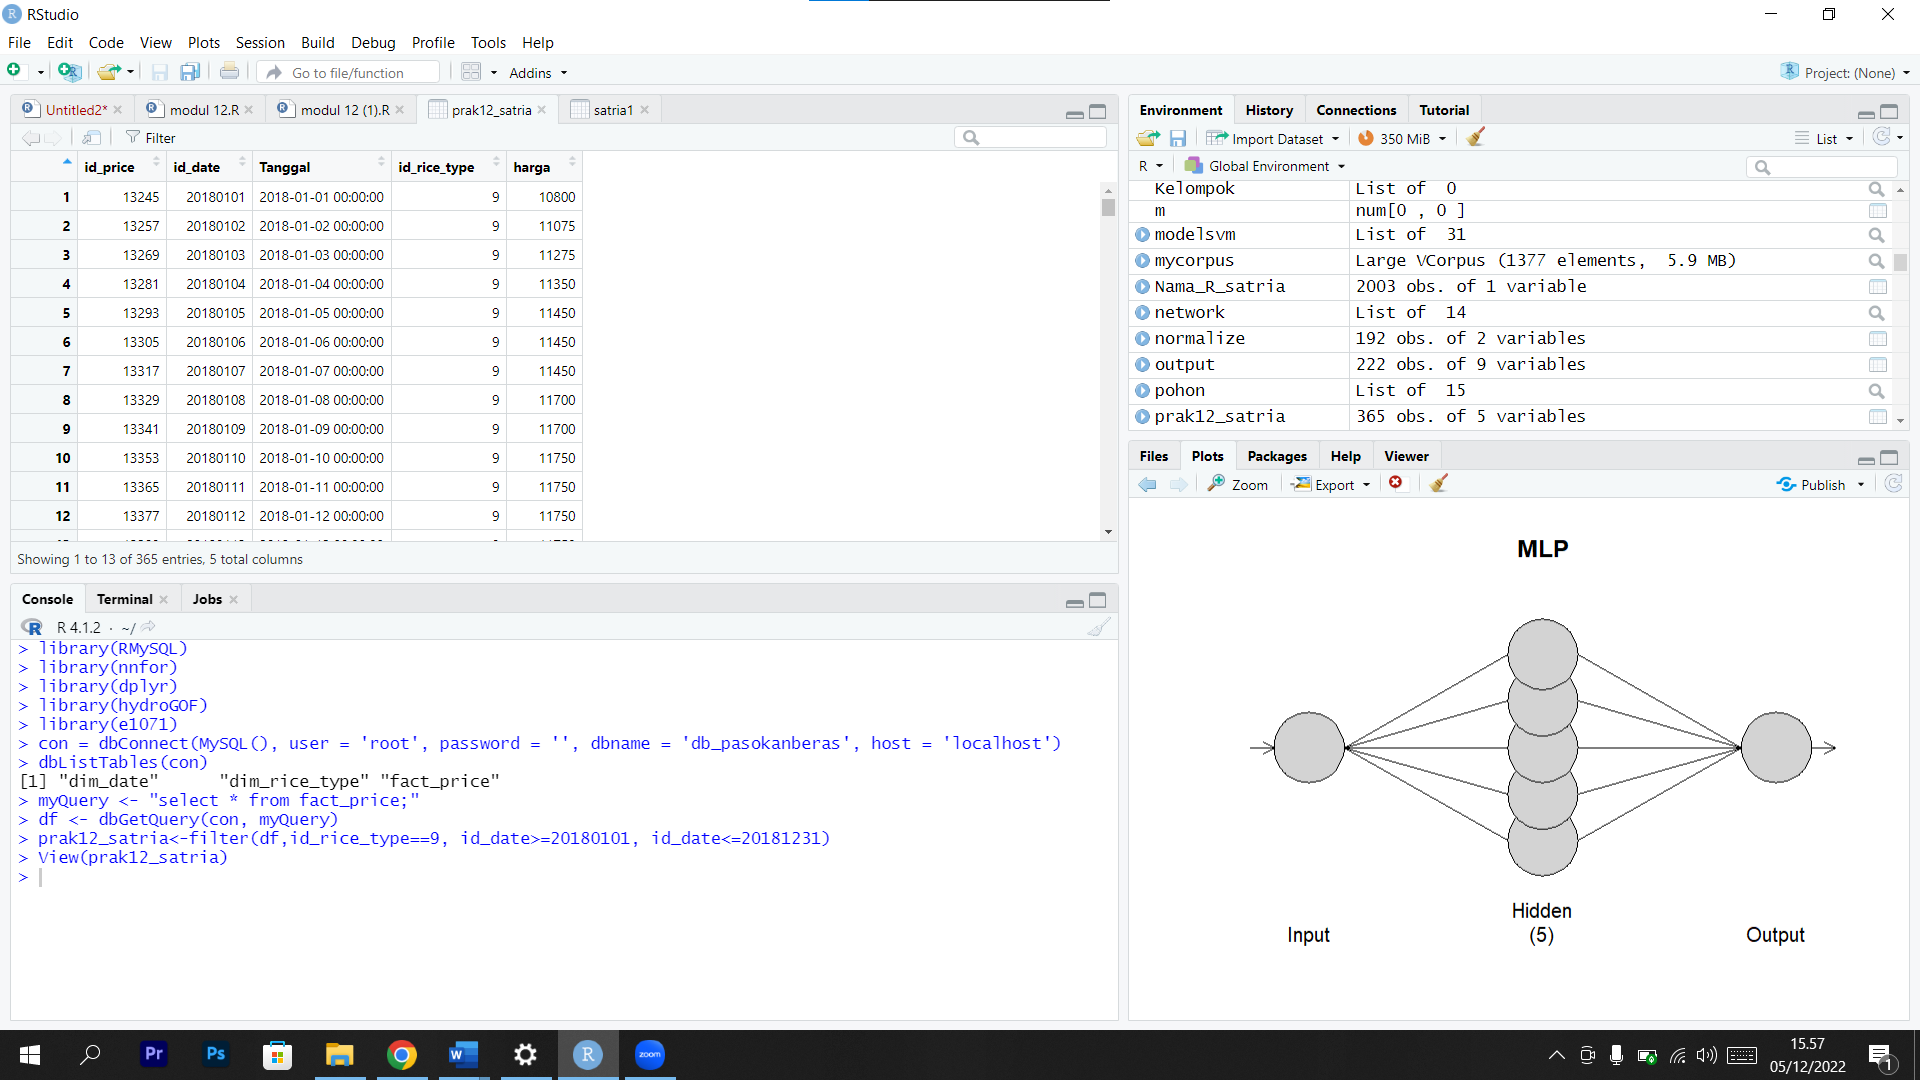 RStudio
File Edit Code View Plots Session Build Debug Profile Tools Help
Go to file/function Addins Project: (None)
Untitled2* modul 12.R modul 12 (1).R prak12_satria satria1
Filter
id_price id_date Tanggal id_rice_type harga
1 13245 20180101 2018-01-01 00:00:00 9 10800
2 13257 20180102 2018-01-02 00:00:00 9 11075
3 13269 20180103 2018-01-03 00:00:00 9 11275
4 13281 20180104 2018-01-04 00:00:00 9 11350
5 13293 20180105 2018-01-05 00:00:00 9 11450
6 13305 20180106 2018-01-06 00:00:00 9 11450
7 13317 20180107 2018-01-07 00:00:00 9 11450
8 13329 20180108 2018-01-08 00:00:00 9 11700
9 13341 20180109 2018-01-09 00:00:00 9 11700
10 13353 20180110 2018-01-10 00:00:00 9 11750
11 13365 20180111 2018-01-11 00:00:00 9 11750
12 13377 20180112 2018-01-12 00:00:00 9 11750
Showing 1 to 13 of 365 entries, 5 total columns
Console Terminal Jobs
R R 4.1.2 · ~/
> library(RMySQL)
> library(nnfor)
> library(dplyr)
> library(hydroGOF)
> library(e1071)
> con = dbConnect(MySQL(), user = 'root', password = '', dbname = 'db_pasokanberas', host = 'localhost')
> dbListTables(con)
[1] "dim_date" "dim_rice_type" "fact_price"
> myQuery <- "select * from fact_price;"
> df <- dbGetQuery(con, myQuery)
> prak12_satria<-filter(df,id_rice_type==9, id_date>=20180101, id_date<=20181231)
> View(prak12_satria)
>
Environment History Connections Tutorial
Import Dataset 350 MiB List
R Global Environment
Kelompok List of 0
m num[0 , 0 ]
modelsvm List of 31
mycorpus Large VCorpus (1377 elements, 5.9 MB)
Nama_R_satria 2003 obs. of 1 variable
network List of 14
normalize 192 obs. of 2 variables
output 222 obs. of 9 variables
pohon List of 15
prak12_satria 365 obs. of 5 variables
Files Plots Packages Help Viewer
Zoom Export Publish
MLP
Hidden
Input (5) Output
Pr Ps W R zoom
15.57
05/12/2022
1